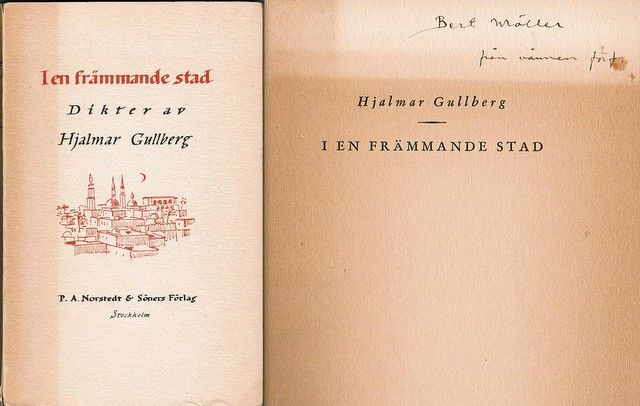 I en främmande stad
Dikter av
Hjalmar Gullberg
P. A. Norstedt & Söners Förlag
Stockholm
Bert Möller
från vännen förf.
Hjalmar Gullberg
I EN FRÄMMANDE STAD